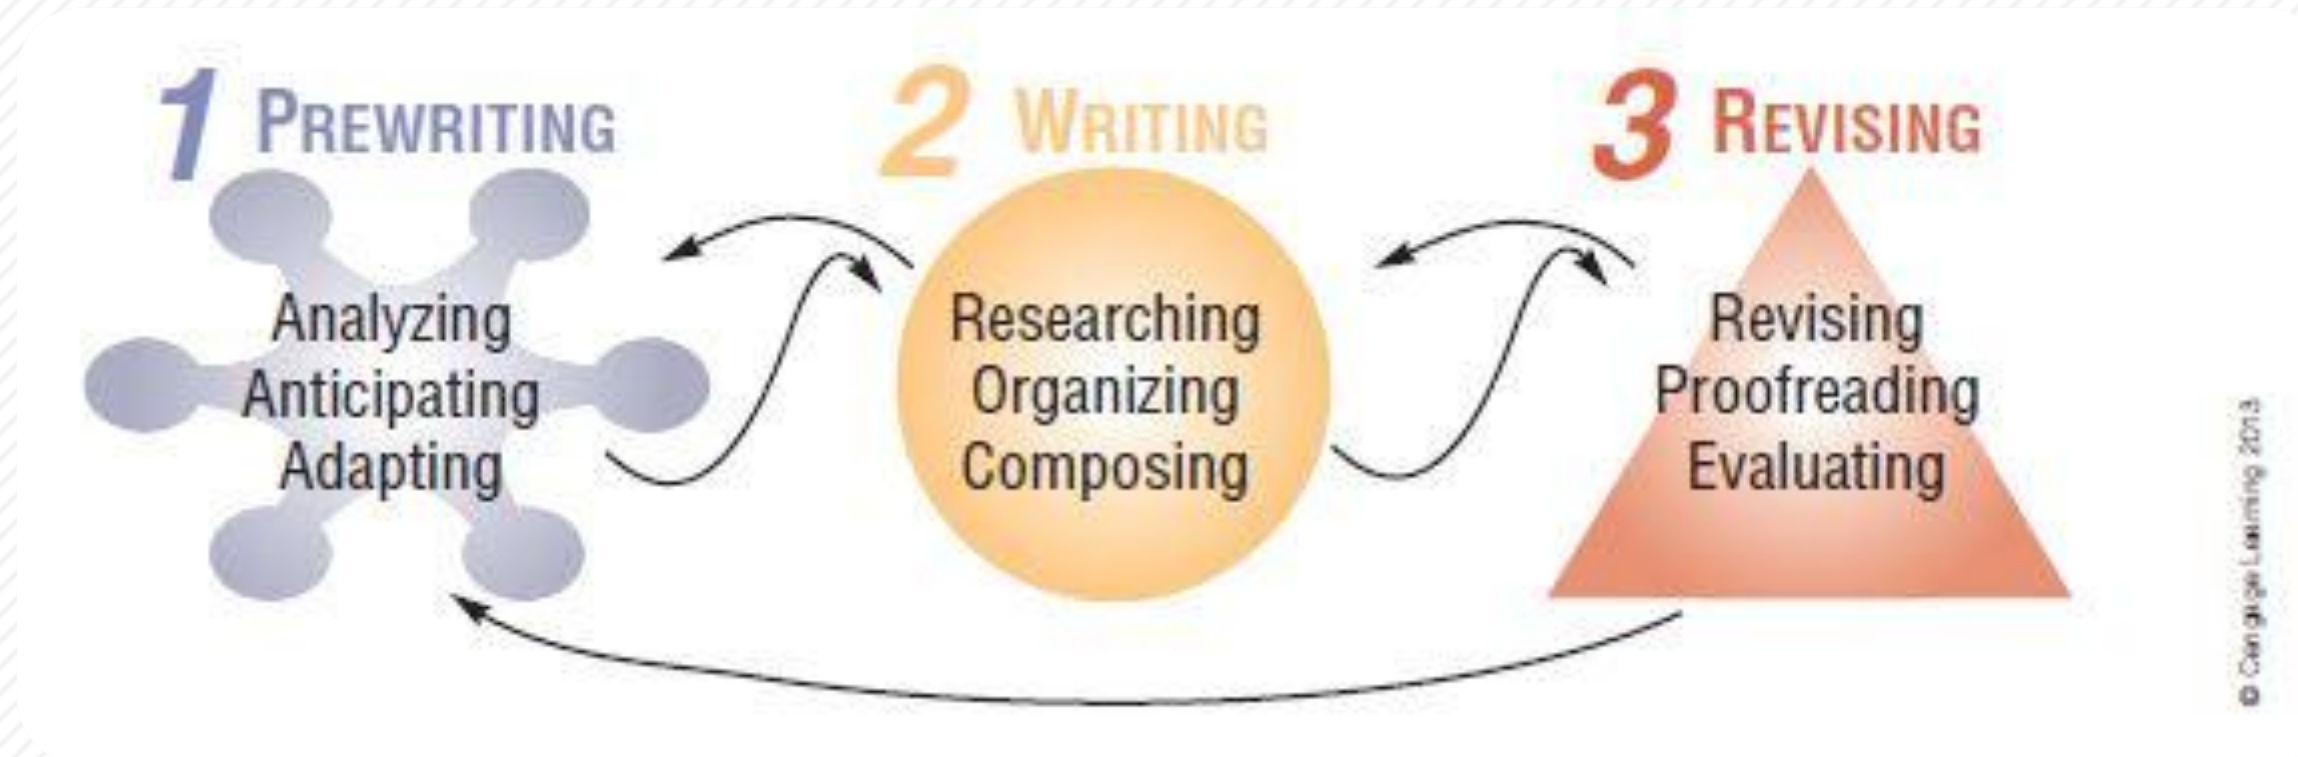 1 PREWRITING
Analyzing
Anticipating
Adapting
2 WRITING
Researching
Organizing
Composing
3 REVISING
Revising
Proofreading
Evaluating
© Cengage Learning 2013